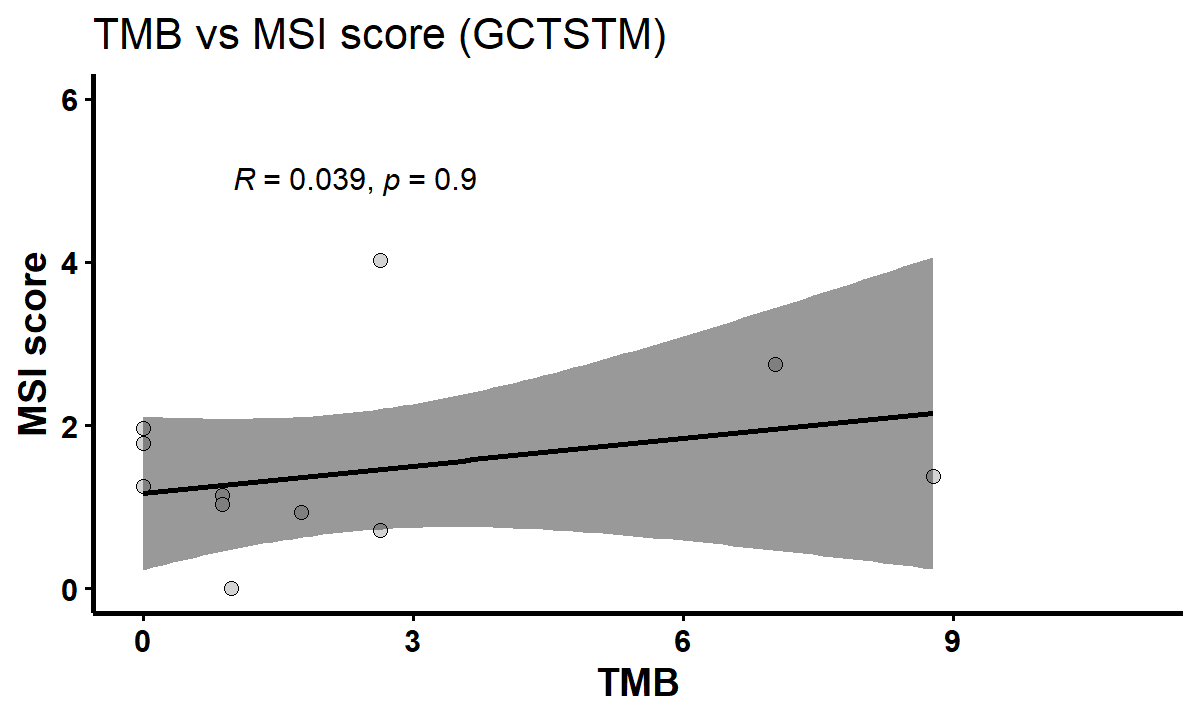 TMB vs MSI score (GCTSTM)
6
R = 0.039, p = 0.9
4
2
0
MSI score
0 3 6 9
TMB